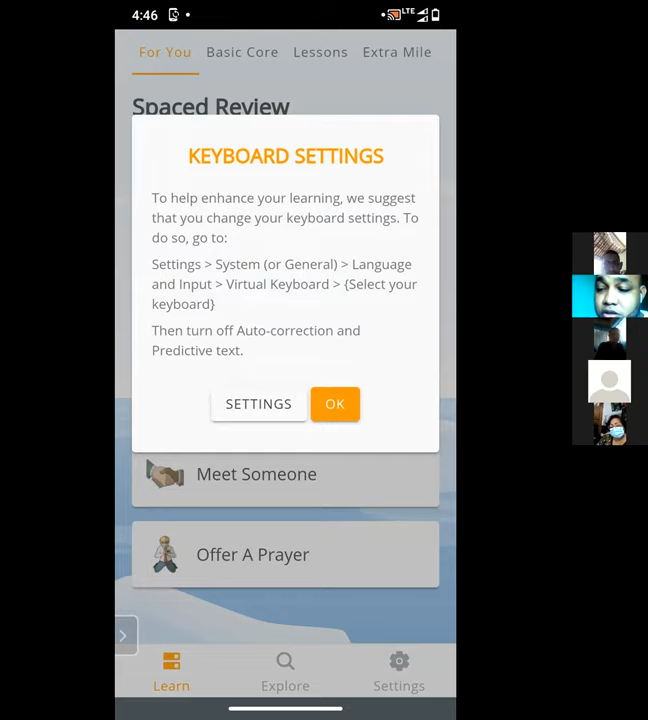 4:46
LTE
For You Basic Core Lessons Extra Mile
Spaced Review
KEYBOARD SETTINGS
To help enhance your learning, we suggest
that you change your keyboard settings. To
do so, go to:
Settings > System (or General) > Language
and Input > Virtual Keyboard > {Select your
keyboard}
Then turn off Auto-correction and
Predictive text.
SETTINGS OK
Meet Someone
Offer A Prayer
Learn Explore Settings